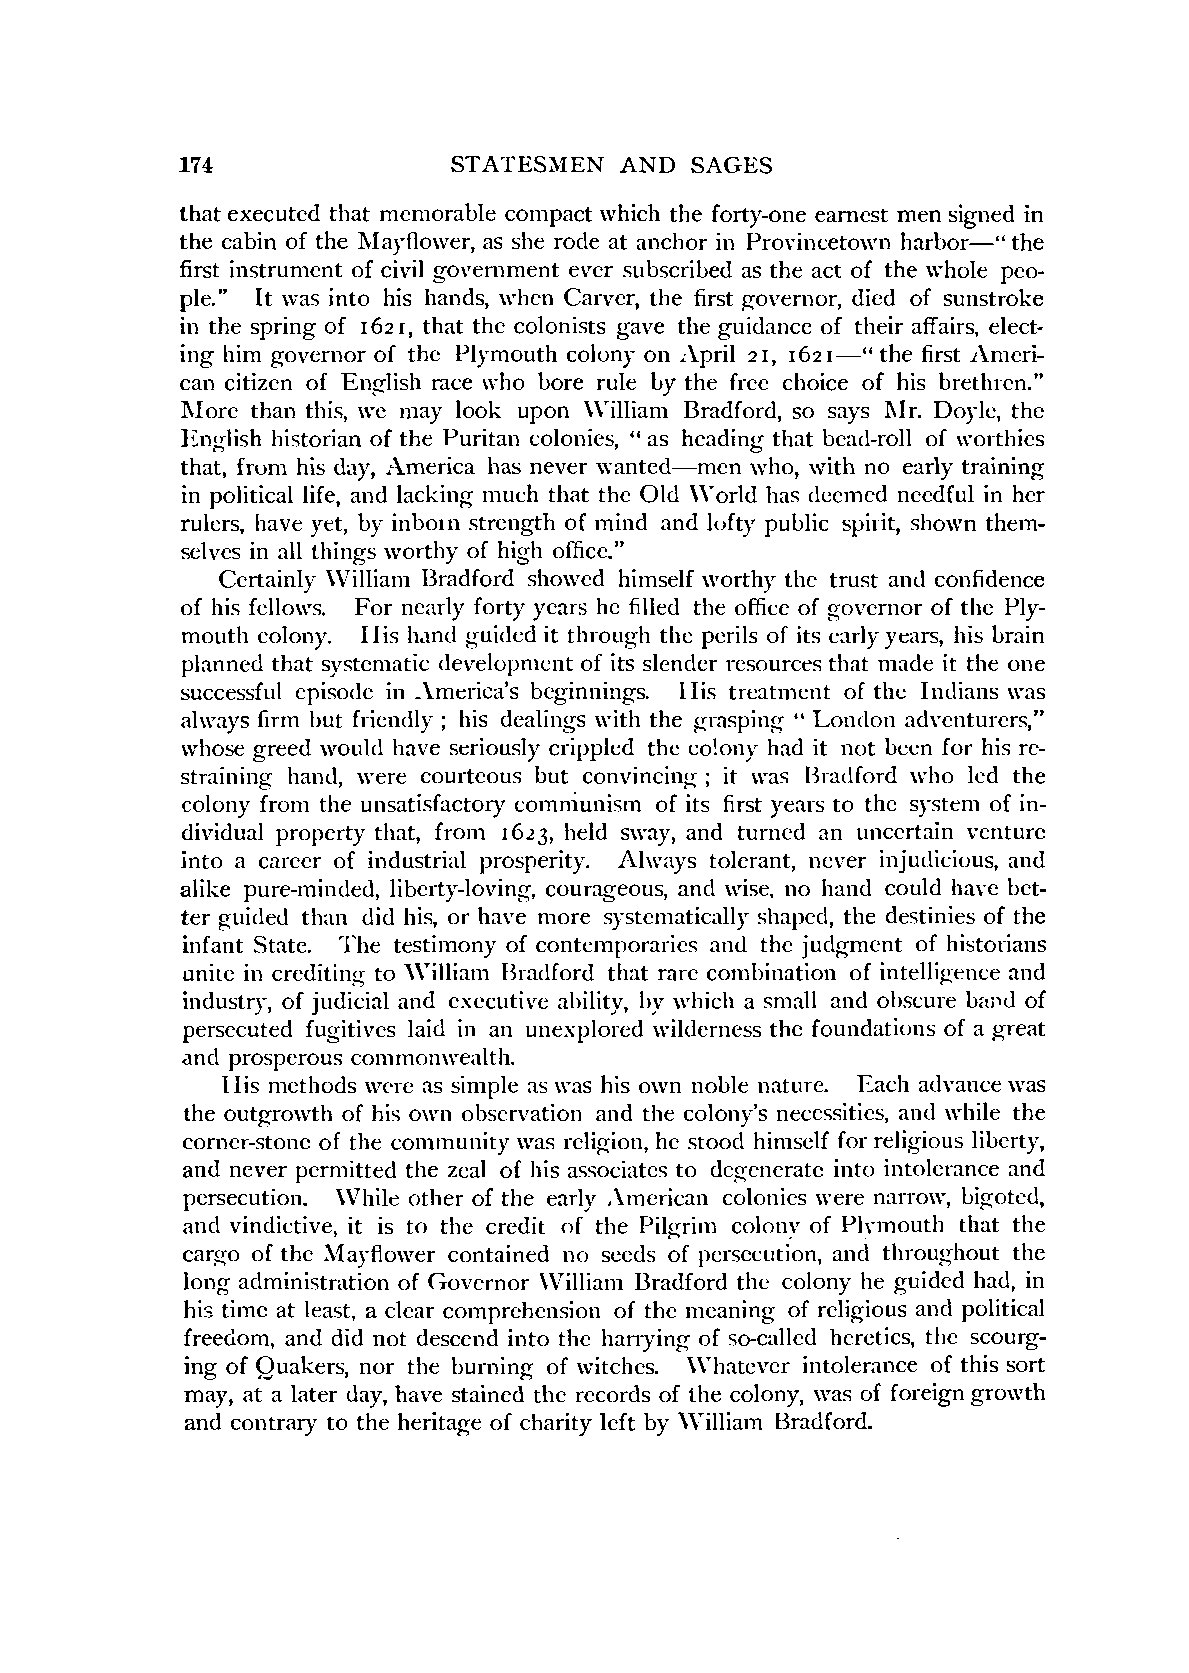 174 STATESMEN AND SAGES
that executed that memorable compact which the forty-one earnest men signed in
the cabin of the Mayflower, as she rode at anchor in Provincetown harbor—“ the
first instrument of civil government ever subscribed as the act of the whole peo-
ple.” It was into his hands, when Carver, the first governor, died of sunstroke
in the spring of 1621, that the colonists gave the guidance of their affairs, elect-
ing him governor of the Plymouth colony on April 21, 1621—“ the first Ameri-
can citizen of English race who bore rule by the free choice of his brethren.”
More than this, we may look upon William Bradford, so says Mr. Doyle, the
English historian of the Puritan colonies, “ as heading that bead-roll of worthies
that, from his day, America has never wanted—men who, with no early training
in political life, and lacking much that the Old World has deemed needful in her
rulers, have yet, by inborn strength of mind and lofty public spirit, shown them-
selves in all things worthy of high office.”
Certainly William Bradford showed himself worthy the trust and confidence
of his fellows. For nearly forty years he filled the office of governor of the Ply-
mouth colony. His hand guided it through the perils of its early years, his brain
planned that systematic development of its slender resources that made it the one
successful episode in America’s beginnings. His treatment of the Indians was
always firm but friendly ; his dealings with the grasping “ London adventurers,”
whose greed would have seriously crippled the colony had it not been for his re-
straining hand, were courteous but convincing ; it was Bradford who led the
colony from the unsatisfactory communism of its first years to the system of in-
dividual property that, from 1623, held sway, and turned an uncertain venture
into a career of industrial prosperity. Always tolerant, never injudicious, and
alike pure-minded, liberty-loving, courageous, and wise, no hand could have bet-
ter guided than did his, or have more systematically shaped, the destinies of the
infant State. The testimony of contemporaries and the judgment of historians
unite in crediting to William Bradford that rare combination of intelligence and
industry, of judicial and executive ability, by which a small and obscure band of
persecuted fugitives laid in an unexplored wilderness the foundations of a great
and prosperous commonwealth.
His methods were as simple as was his own noble nature. Each advance was
the outgrowth of his own observation and the colony’s necessities, and while the
corner-stone of the community was religion, he stood himself for religious liberty,
and never permitted the zeal of his associates to degenerate into intolerance and
persecution. While other of the early American colonies were narrow, bigoted,
and vindictive, it is to the credit of the Pilgrim colony of Plymouth that the
cargo of the Mayflower contained no seeds of persecution, and throughout the
long administration of Governor William Bradford the colony he guided had, in
his time at least, a clear comprehension of the meaning of religious and political
freedom, and did not descend into the harrying of so-called heretics, the scourg-
ing of Quakers, nor the burning of witches. Whatever intolerance of this sort
may, at a later day, have stained the records of the colony, was of foreign growth
and contrary to the heritage of charity left by William Bradford.